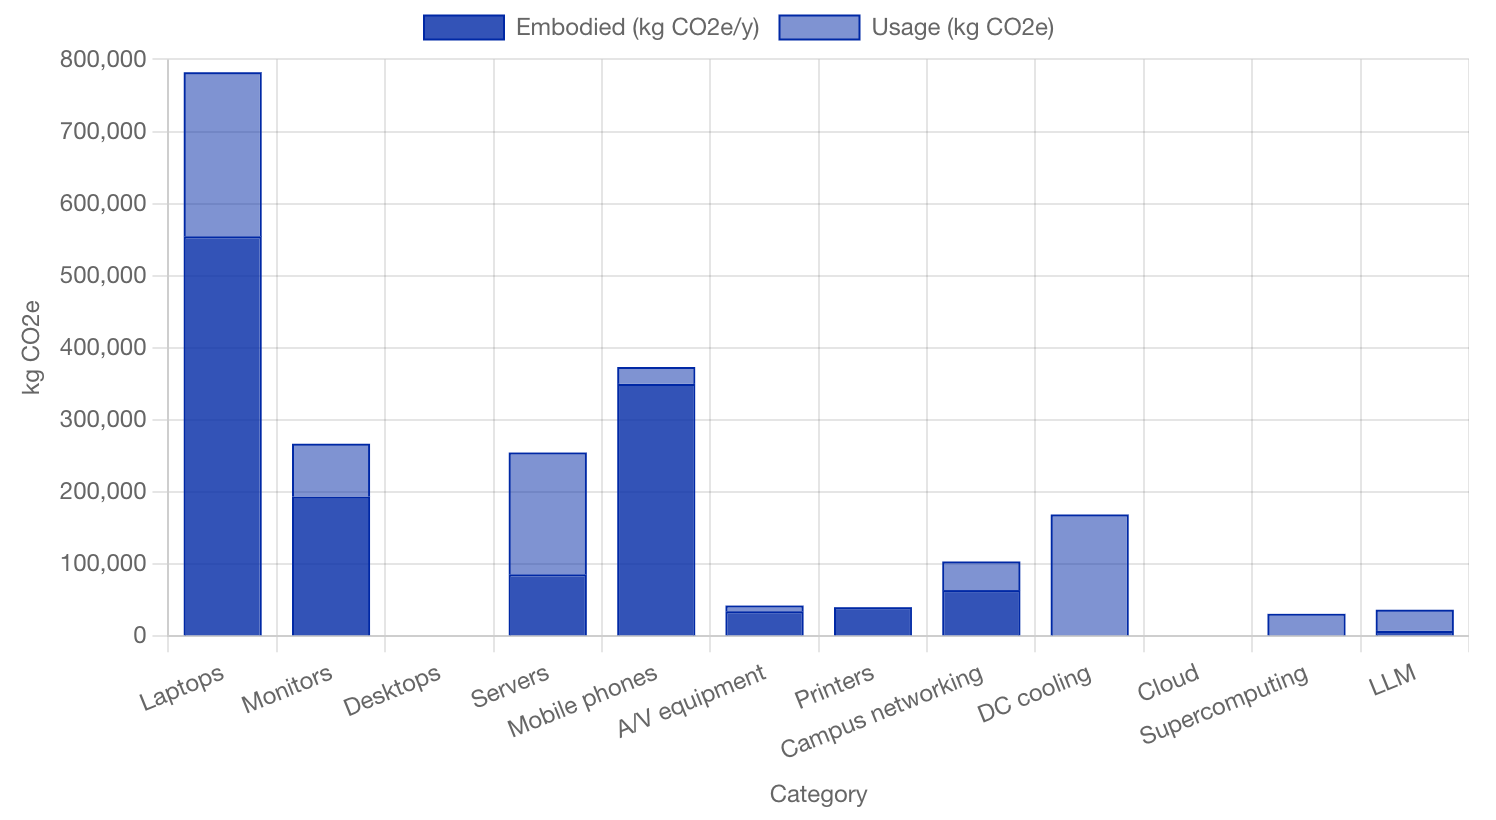 Embodied (kg CO2e/y) Usage (kg CO2e)
800,000
700,000
600,000
500,000
400,000
300,000
200,000
100,000
0
kg CO2e
Laptops Monitors Desktops Servers Mobile phones A/V equipment Printers Campus networking DC cooling Cloud Supercomputing LLM
Category